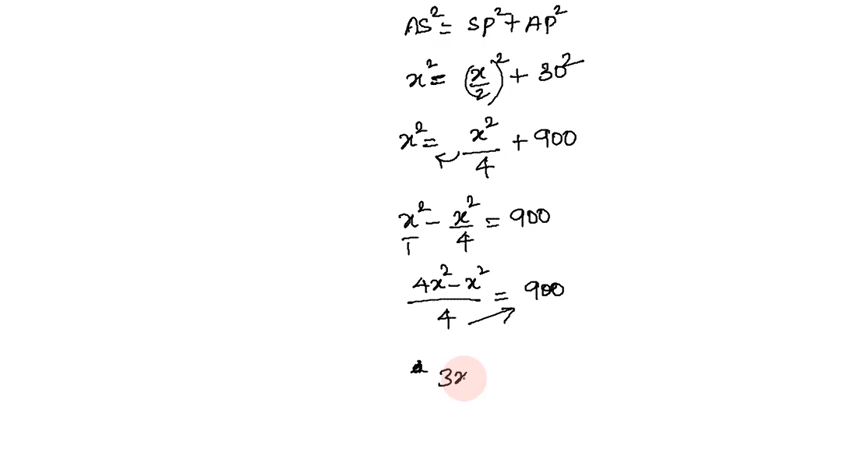 AS² = SP² + AP²
x² = (x/2)² + 30²
x² = x²/4 + 900
x²/1 - x²/4 = 900
4x² - x²/4 = 900
3x